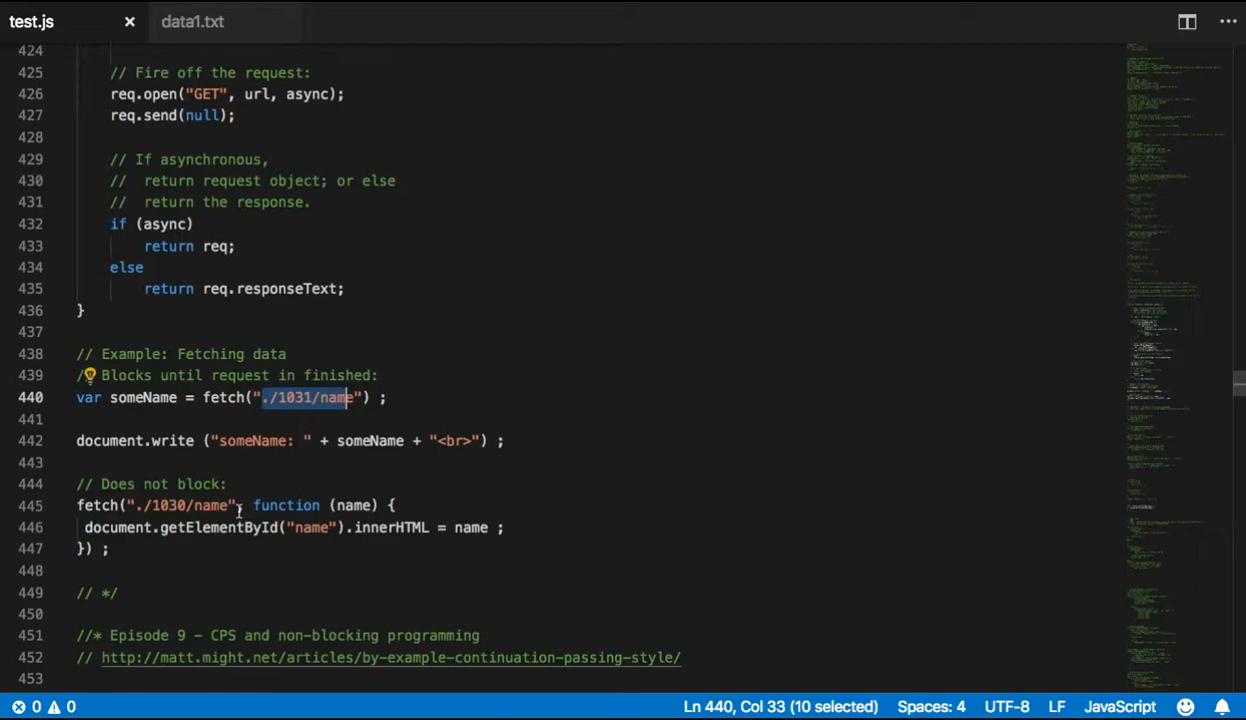 test.js × data1.txt
424
425 // Fire off the request:
426 req.open("GET", url, async);
427 req.send(null);
428
429 // If asynchronous,
430 //  return request object; or else
431 //  return the response.
432 if (async)
433 return req;
434 else
435 return req.responseText;
436 }
437
438 // Example: Fetching data
439 / Blocks until request in finished:
440 var someName = fetch("./1031/name") ;
441
442 document.write ("someName: " + someName + "<br>") ;
443
444 // Does not block:
445 fetch("./1030/name", function (name) {
446 document.getElementById("name").innerHTML = name ;
447 }) ;
448
449 // */
450
451 //* Episode 9 - CPS and non-blocking programming
452 // http://matt.might.net/articles/by-example-continuation-passing-style/
453
0 0 Ln 440, Col 33 (10 selected) Spaces: 4 UTF-8 LF JavaScript